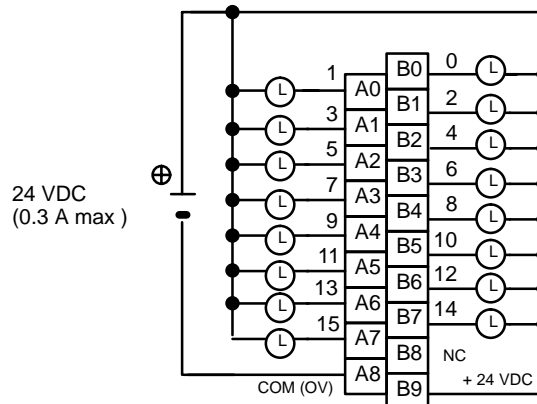 B0 0 L
1 L A0
B1 2 L
3 L A1
B2 4 L
5 L A2
B3 6 L
24 VDC
(0.3 A max )
7 L A3
B4 8 L
9 L A4
B5 10 L
11 L A5
B6 12 L
13 L A6
B7 14 L
15 L A7
B8 NC
COM (OV) A8
B9 + 24 VDC